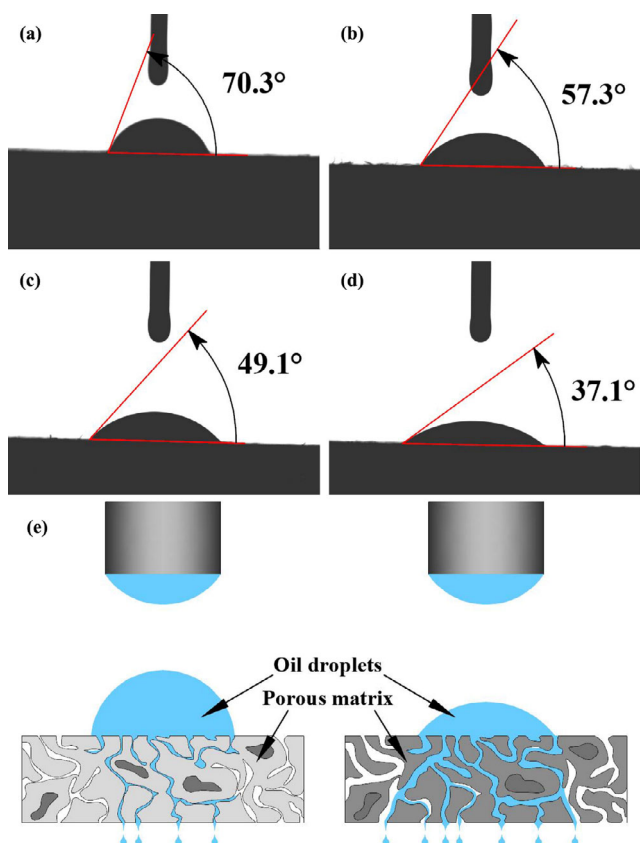 (a)
70.3°
(b)
57.3°
(c)
49.1°
(d)
37.1°
(e)
Oil droplets
Porous matrix